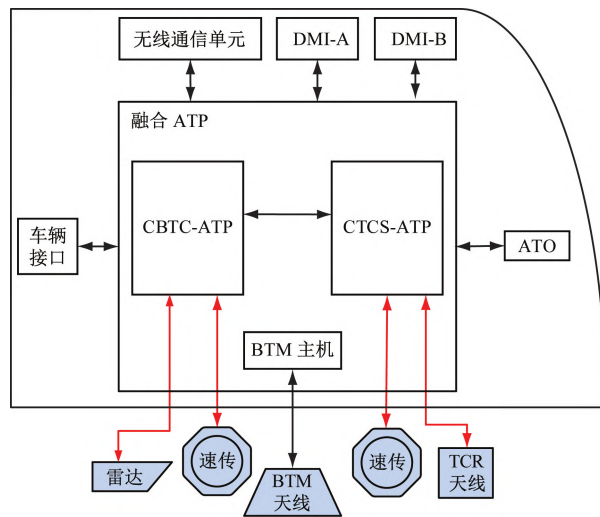 无线通信单元
DMI-A
DMI-B
融合 ATP
CBTC-ATP
CTCS-ATP
车辆
接口
ATO
BTM 主机
雷达
速传
BTM
天线
速传
TCR
天线